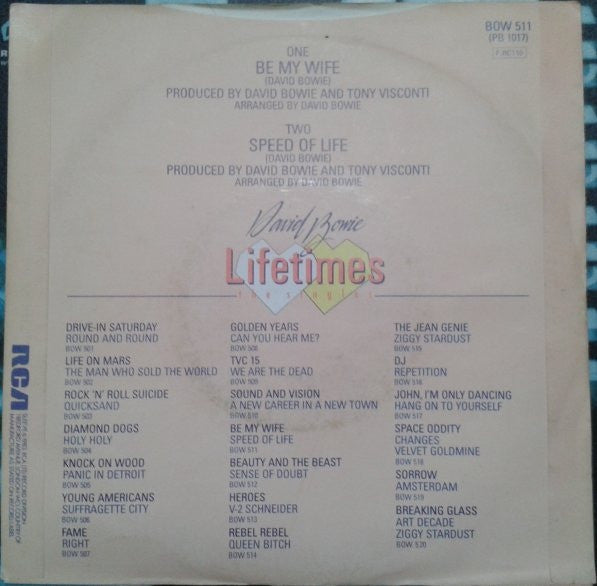 BOW 511
(PB 1017)
ONE
BE MY WIFE
(DAVID BOWIE)
PRODUCED BY DAVID BOWIE AND TONY VISCONTI
ARRANGED BY DAVID BOWIE
TWO
SPEED OF LIFE
(DAVID BOWIE)
PRODUCED BY DAVID BOWIE AND TONY VISCONTI
ARRANGED BY DAVID BOWIE
David Bowie
Lifetimes
the singles
DRIVE-IN SATURDAY
ROUND AND ROUND
BOW 501
LIFE ON MARS
THE MAN WHO SOLD THE WORLD
BOW 502
ROCK 'N' ROLL SUICIDE
QUICKSAND
BOW 503
DIAMOND DOGS
HOLY HOLY
BOW 504
KNOCK ON WOOD
PANIC IN DETROIT
BOW 505
YOUNG AMERICANS
SUFFRAGETTE CITY
BOW 506
FAME
RIGHT
BOW 507
GOLDEN YEARS
CAN YOU HEAR ME?
BOW 508
TVC 15
WE ARE THE DEAD
BOW 509
SOUND AND VISION
A NEW CAREER IN A NEW TOWN
BOW 510
BE MY WIFE
SPEED OF LIFE
BOW 511
BEAUTY AND THE BEAST
SENSE OF DOUBT
BOW 512
HEROES
V-2 SCHNEIDER
BOW 513
REBEL REBEL
QUEEN BITCH
BOW 514
THE JEAN GENIE
ZIGGY STARDUST
BOW 515
DJ
REPETITION
BOW 516
JOHN, I'M ONLY DANCING
HANG ON TO YOURSELF
BOW 517
SPACE ODDITY
CHANGES
VELVET GOLDMINE
BOW 518
SORROW
AMSTERDAM
BOW 519
BREAKING GLASS
ART DECADE
ZIGGY STARDUST
BOW 520
RCA